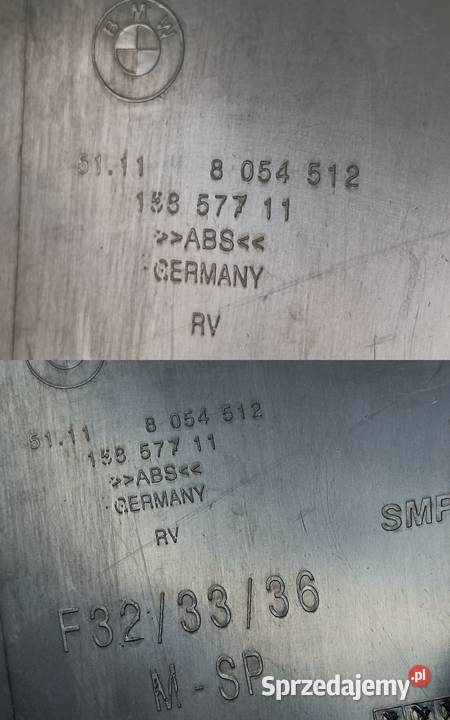 BMW
51.11 8 054 512
158 577 11
>>ABS<<
GERMANY
RV
51.11 8 054 512
158 577 11
>>ABS<<
GERMANY
RV
SMP
F32/33/36
M-SP
Sprzedajemy.pl